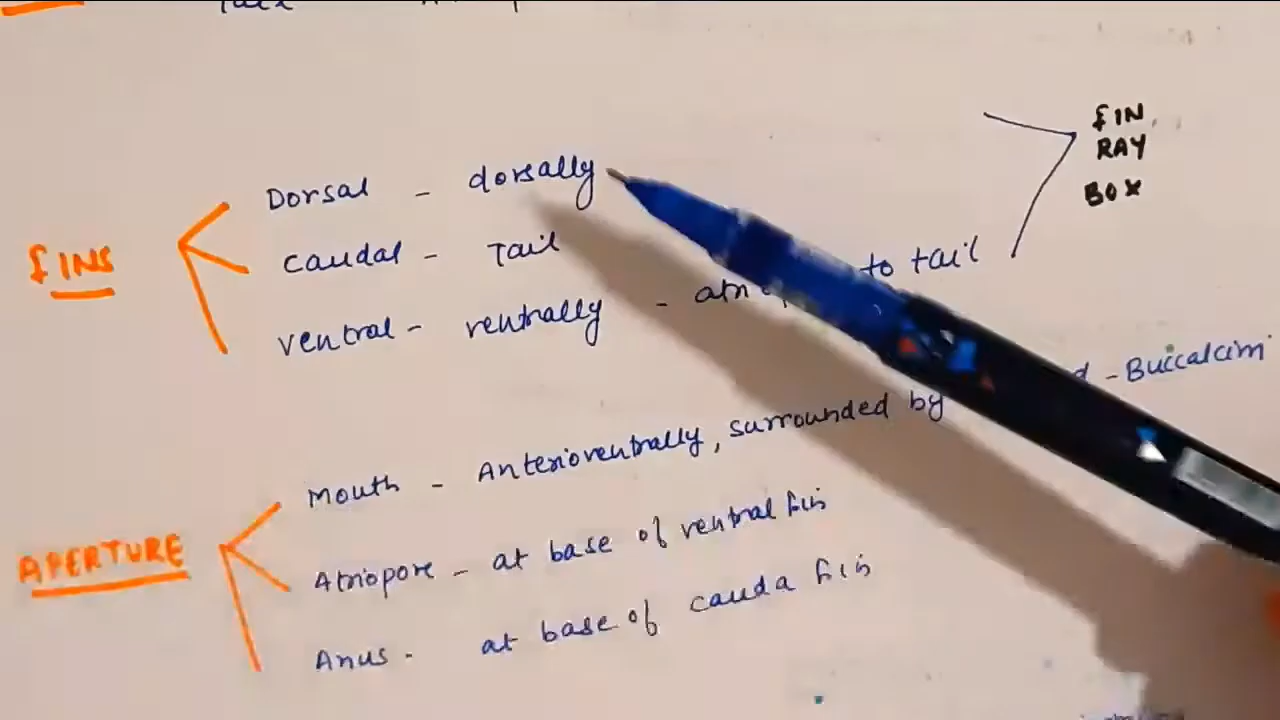 FIN
RAY
BOX
Dorsal - dorsally
FINS
caudal - Tail
ventral - ventrally - to tail
Mouth - Anterioventrally, surrounded by - Buccalcirri
APERTURE
Atriopore - at base of ventral fin
Anus - at base of cauda fin